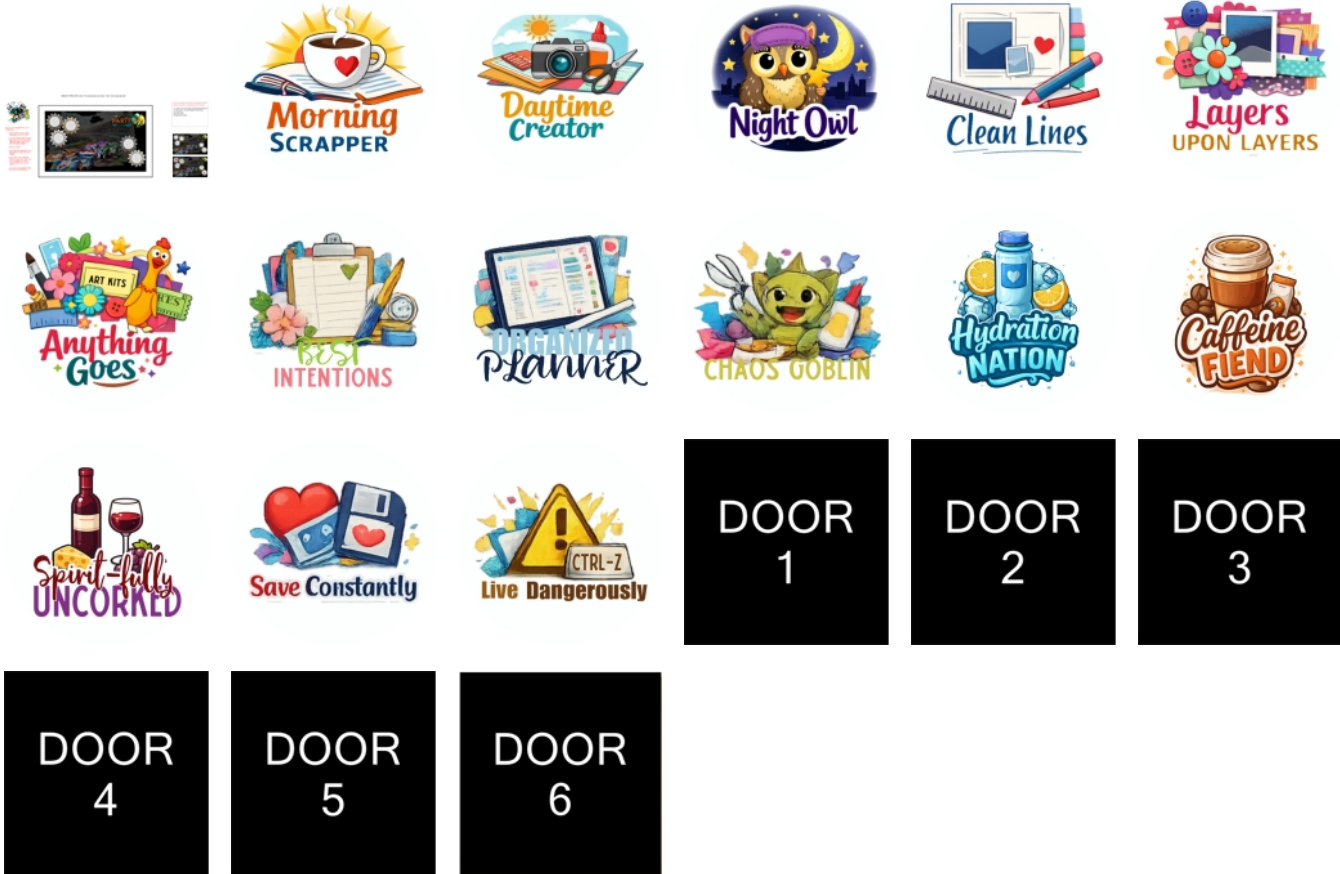 Morning
SCRAPPER
Daytime
Creator
Night Owl
Clean Lines
Layers
UPON LAYERS
ART KITS
Anything
Goes
BEST
INTENTIONS
ORGANIZED
PLANNER
CHAOS GOBLIN
Hydration
NATION
Caffeine
FIEND
Spirit-fully
UNCORKED
Save Constantly
CTRL-Z
Live Dangerously
DOOR
1
DOOR
2
DOOR
3
DOOR
4
DOOR
5
DOOR
6